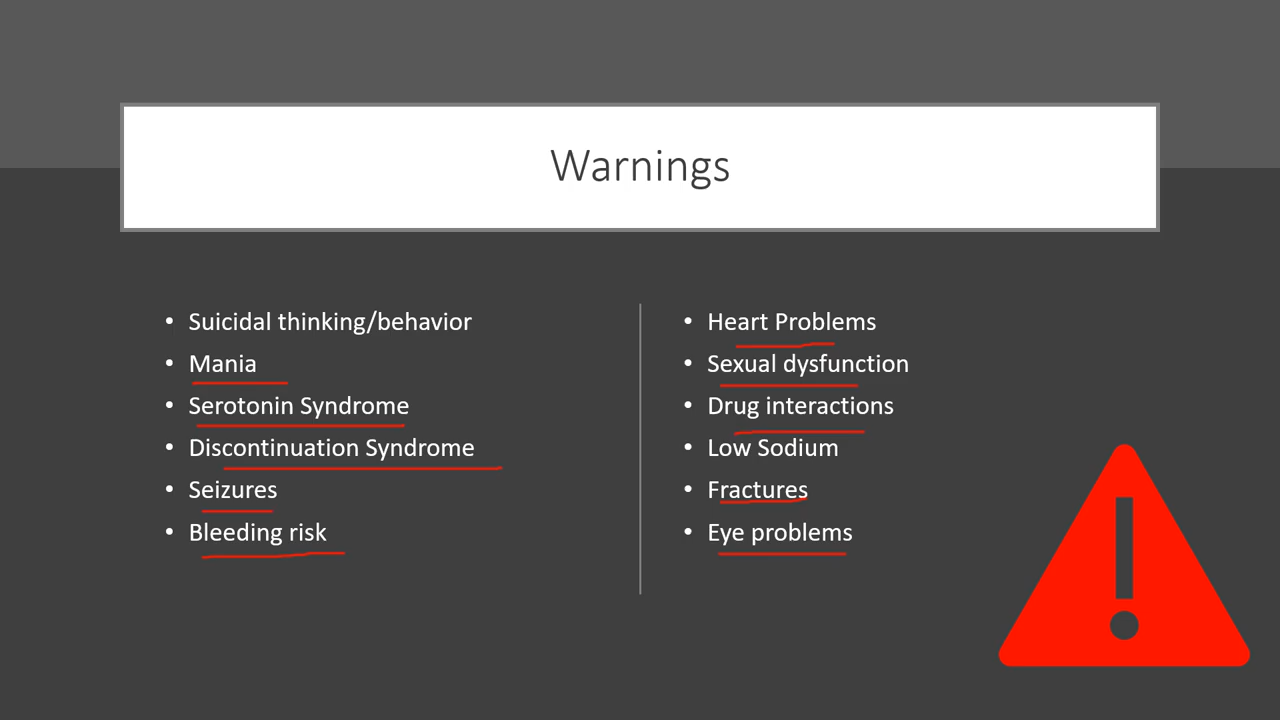 Warnings
• Suicidal thinking/behavior
• Mania
• Serotonin Syndrome
• Discontinuation Syndrome
• Seizures
• Bleeding risk
• Heart Problems
• Sexual dysfunction
• Drug interactions
• Low Sodium
• Fractures
• Eye problems